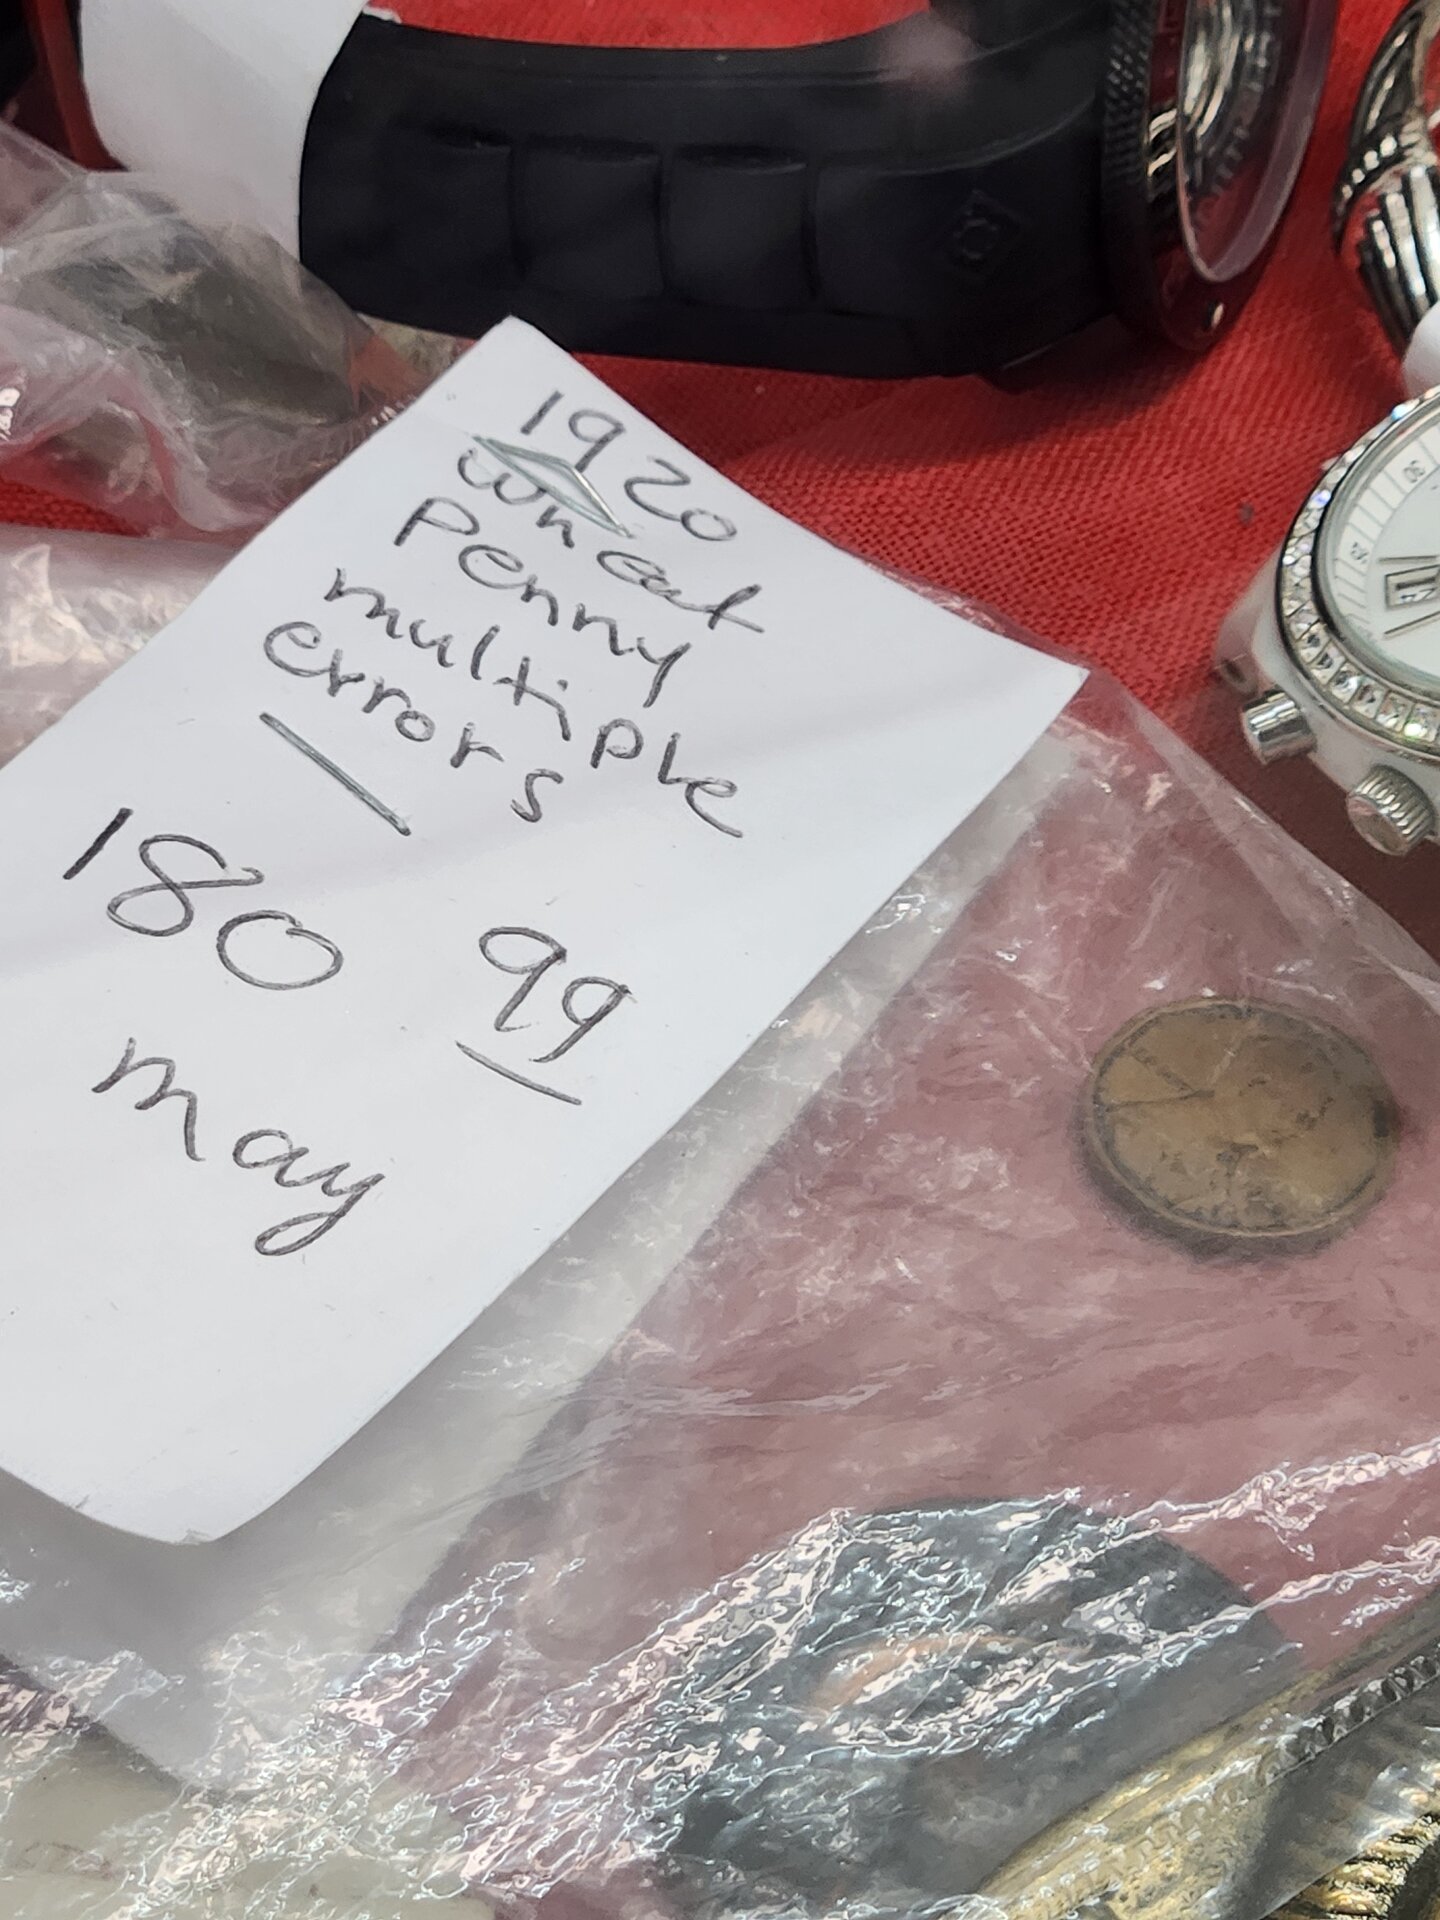 1920
wheat
Penny
multiple
errors
180 99
may